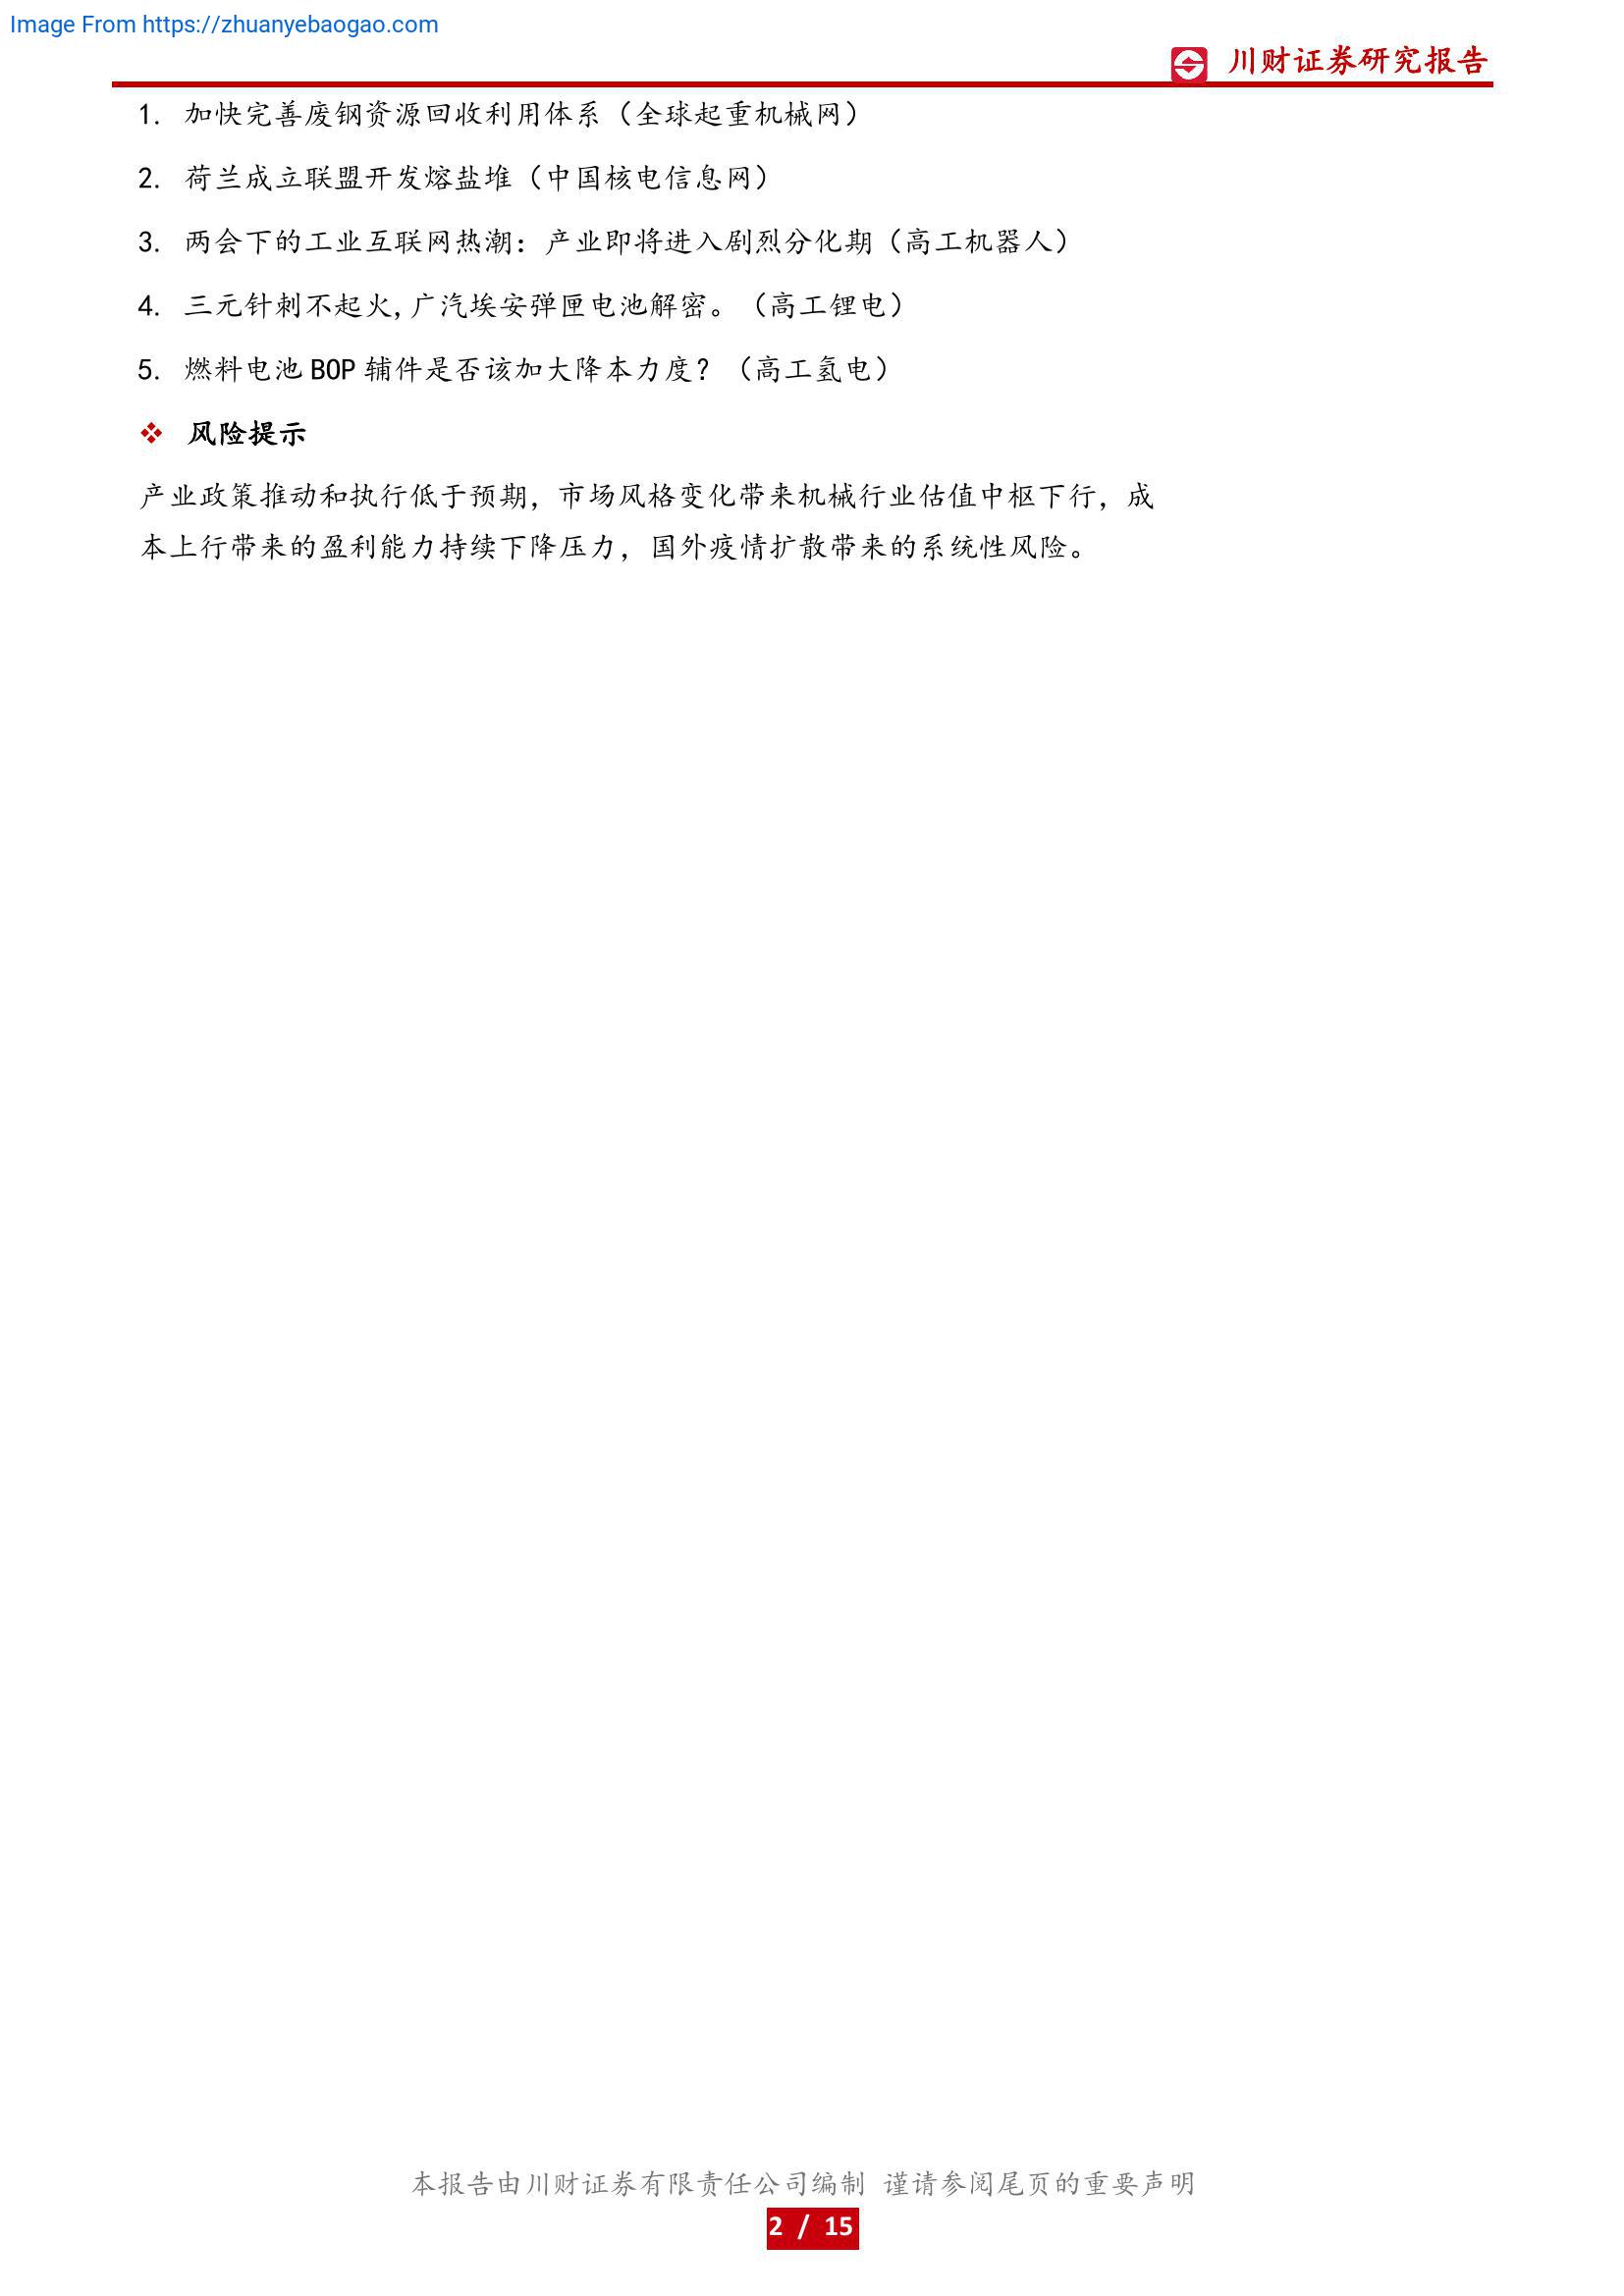 Image From https://zhuanyebaogao.com
川财证券研究报告
1. 加快完善废钢资源回收利用体系（全球起重机械网）
2. 荷兰成立联盟开发熔盐堆（中国核电信息网）
3. 两会下的工业互联网热潮：产业即将进入剧烈分化期（高工机器人）
4. 三元针刺不起火,广汽埃安弹匣电池解密。（高工锂电）
5. 燃料电池 BOP 辅件是否该加大降本力度？（高工氢电）
❖ 风险提示
产业政策推动和执行低于预期，市场风格变化带来机械行业估值中枢下行，成
本上行带来的盈利能力持续下降压力，国外疫情扩散带来的系统性风险。
本报告由川财证券有限责任公司编制 谨请参阅尾页的重要声明
2 / 15